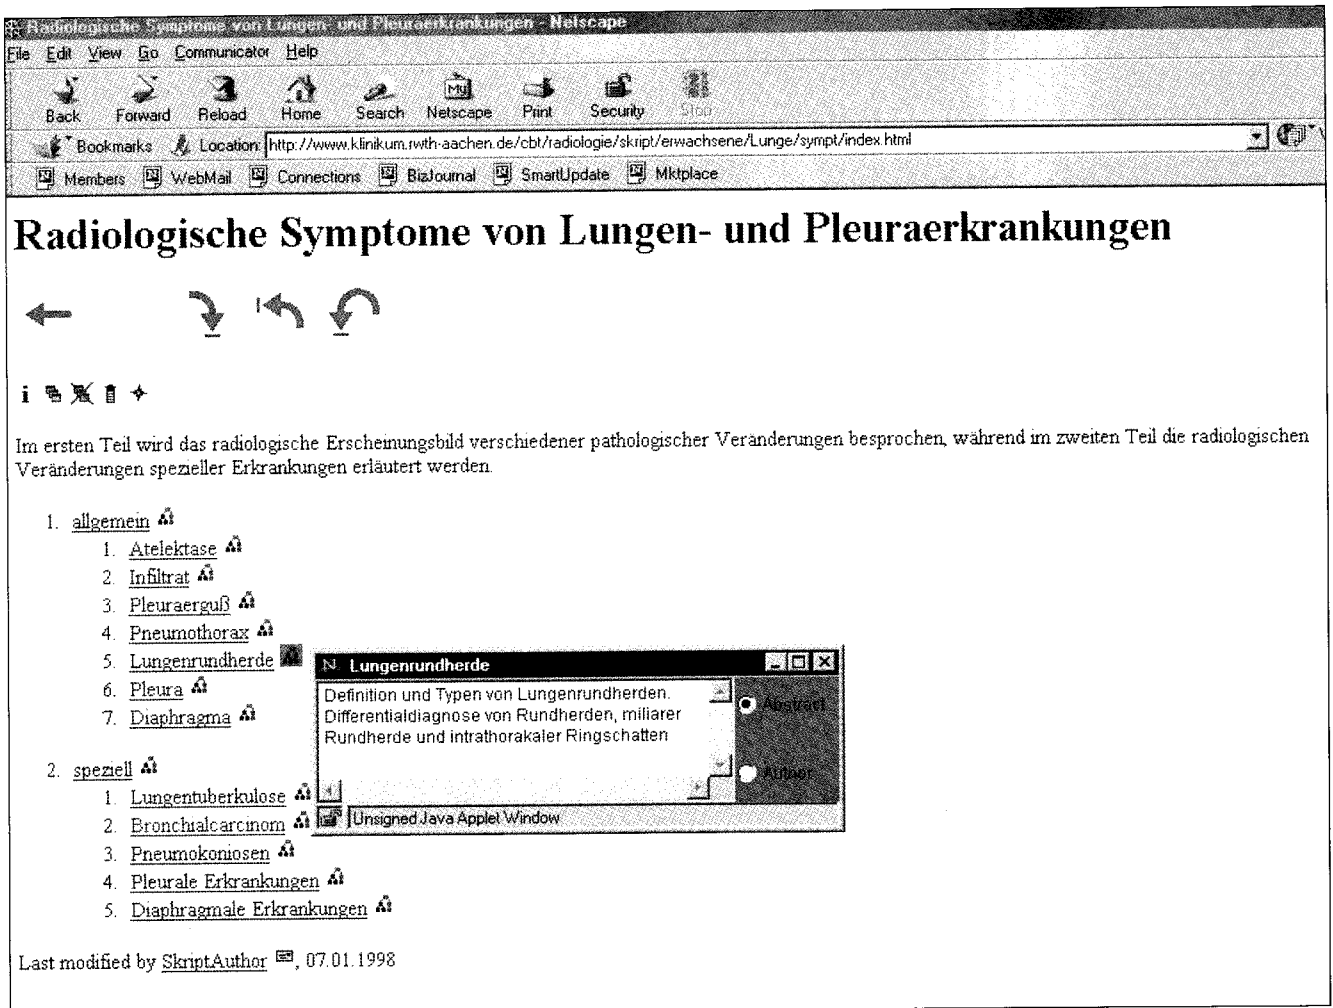 Radiologische Symptome von Lungen- und Pleuraerkrankungen - Netscape
File Edit View Go Communicator Help
Back Forward Reload Home Search Netscape Print Security Stop
Bookmarks Location: http://www.klinikum.rwth-aachen.de/cbt/radiologie/skript/erwachsene/Lunge/sympt/index.html
Members WebMail Connections BizJournal SmartUpdate Mktplace
Radiologische Symptome von Lungen- und Pleuraerkrankungen
Im ersten Teil wird das radiologische Erscheinungsbild verschiedener pathologischer Veränderungen besprochen, während im zweiten Teil die radiologischen
Veränderungen spezieller Erkrankungen erläutert werden.
1. allgemein
1. Atelektase
2. Infiltrat
3. Pleuraerguß
4. Pneumothorax
5. Lungenrundherde
6. Pleura
7. Diaphragma
Lungenrundherde
Definition und Typen von Lungenrundherden.
Differentialdiagnose von Rundherden, miliarer
Rundherde und intrathorakaler Ringschatten
Abstract
Author
Unsigned Java Applet Window
2. speziell
1. Lungentuberkulose
2. Bronchialcarcinom
3. Pneumokoniosen
4. Pleurale Erkrankungen
5. Diaphragmale Erkrankungen
Last modified by SkriptAuthor , 07.01.1998